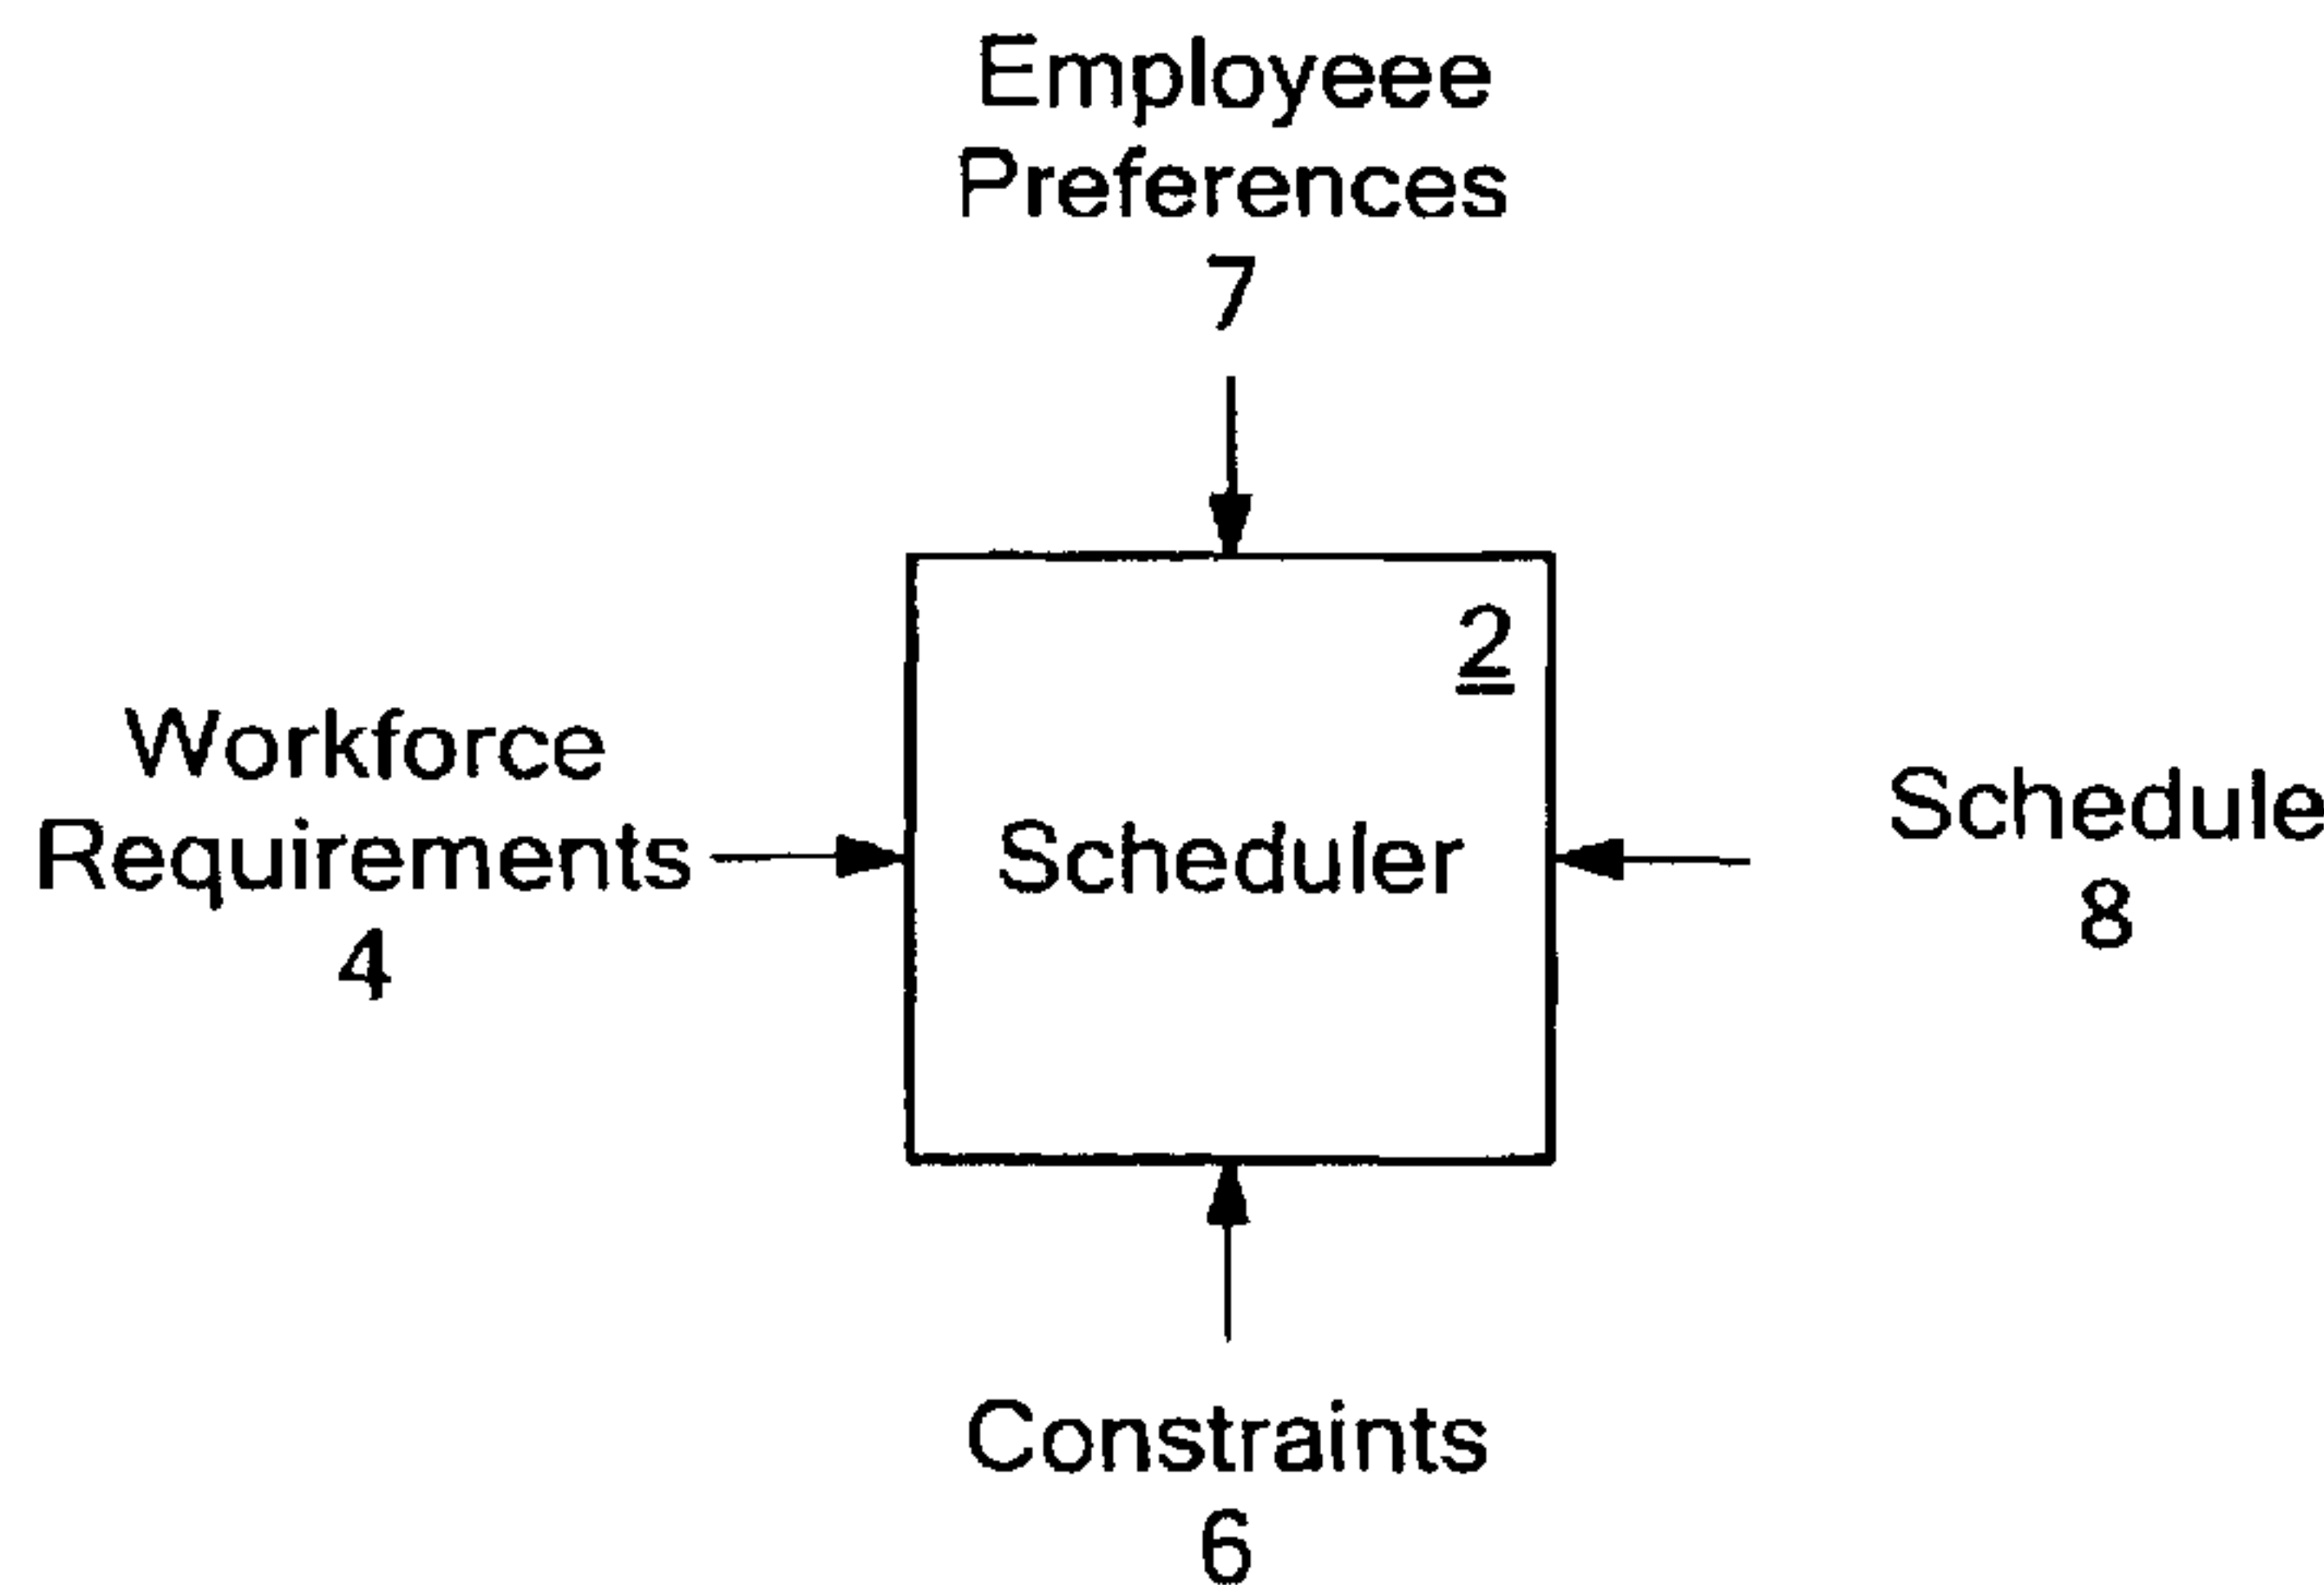 Employeee
Preferences
7
2
Workforce
Requirements
4
Scheduler
Schedule
8
Constraints
6